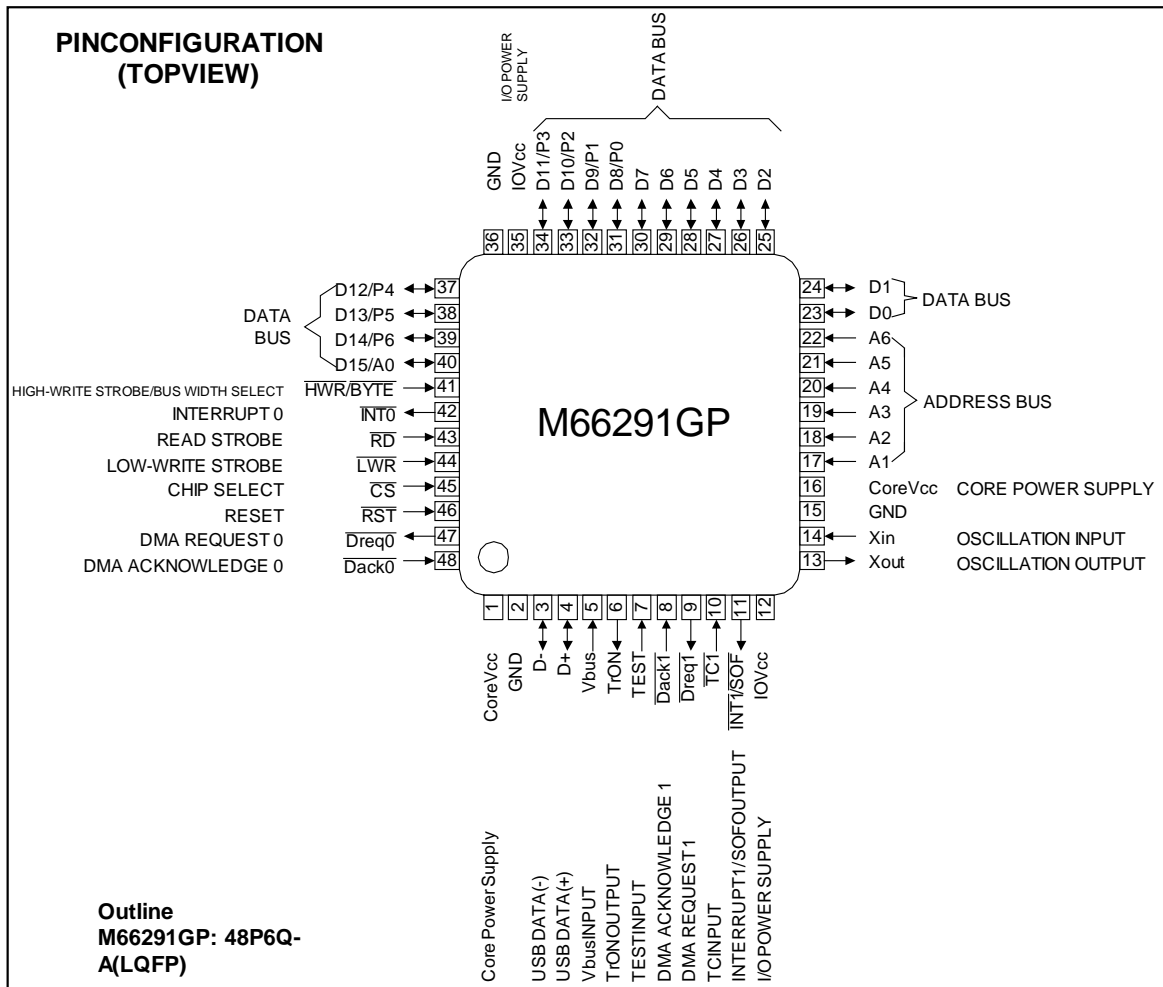 PINCONFIGURATION
(TOPVIEW)
I/O POWER
SUPPLY
DATA BUS
GND
IOVcc
D11/P3
D10/P2
D9/P1
D8/P0
D7
D6
D5
D4
D3
D2
36 35 34 33 32 31 30 29 28 27 26 25
DATA
BUS
D12/P4 37
D13/P5 38
D14/P6 39
D15/A0 40
HIGH-WRITE STROBE/BUS WIDTH SELECT HWR/BYTE 41
INTERRUPT 0 INT0 42
READ STROBE RD 43
LOW-WRITE STROBE LWR 44
CHIP SELECT CS 45
RESET RST 46
DMA REQUEST 0 Dreq0 47
DMA ACKNOWLEDGE 0 Dack0 48
M66291GP
24 D1
23 D0
DATA BUS
22 A6
21 A5
20 A4
19 A3
18 A2
17 A1
ADDRESS BUS
16 CoreVcc CORE POWER SUPPLY
15 GND
14 Xin OSCILLATION INPUT
13 Xout OSCILLATION OUTPUT
1 2 3 4 5 6 7 8 9 10 11 12
CoreVcc
GND
D-
D+
Vbus
TrON
TEST
Dack1
Dreq1
TC1
INT1/SOF
IOVcc
Core Power Supply
USB DATA(-)
USB DATA(+)
VbusINPUT
TrONOUTPUT
TESTINPUT
DMA ACKNOWLEDGE 1
DMA REQUEST1
TCINPUT
INTERRUPT1/SOFOUTPUT
I/OPOWER SUPPLY
Outline
M66291GP: 48P6Q-
A(LQFP)